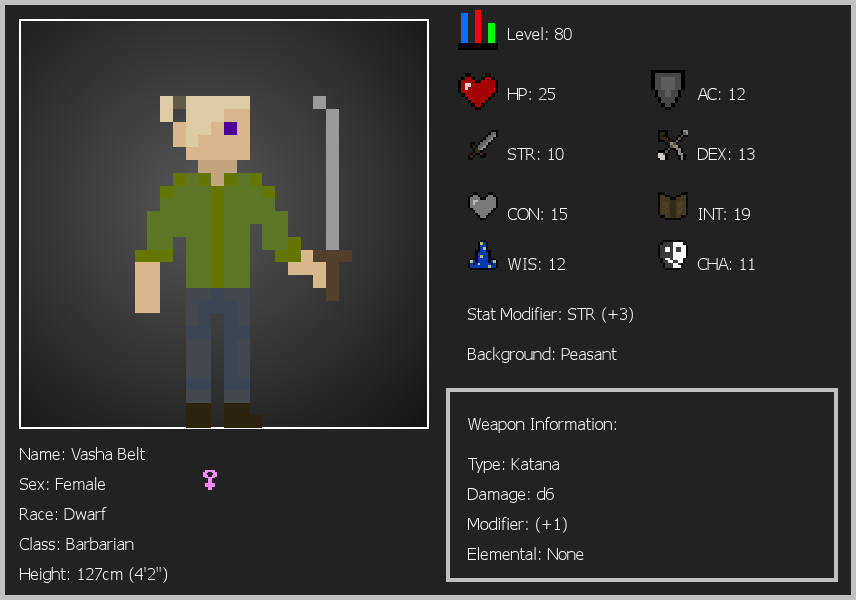 Level: 80
HP: 25
AC: 12
STR: 10
DEX: 13
CON: 15
INT: 19
WIS: 12
CHA: 11
Stat Modifier: STR (+3)
Background: Peasant
Weapon Information:
Type: Katana
Damage: d6
Modifier: (+1)
Elemental: None
Name: Vasha Belt
Sex: Female
Race: Dwarf
Class: Barbarian
Height: 127cm (4'2")